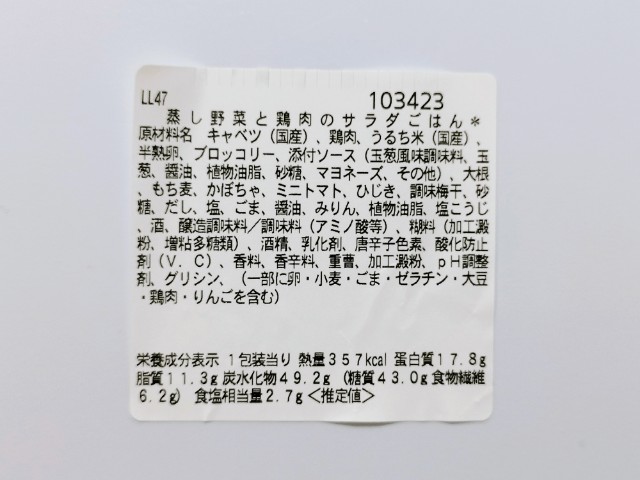 LL47 103423
蒸し野菜と鶏肉のサラダごはん＊
原材料名 キャベツ（国産）、鶏肉、うるち米（国産）、
半熟卵、ブロッコリー、添付ソース（玉葱風味調味料、玉
葱、醤油、植物油脂、砂糖、マヨネーズ、その他）、大根
、もち麦、かぼちゃ、ミニトマト、ひじき、調味梅干、砂
糖、だし、塩、ごま、醤油、みりん、植物油脂、塩こうじ
、酒、醸造調味料／調味料（アミノ酸等）、糊料（加工澱
粉、増粘多糖類）、酒精、乳化剤、唐辛子色素、酸化防止
剤（Ｖ．Ｃ）、香料、香辛料、重曹、加工澱粉、ｐＨ調整
剤、グリシン、（一部に卵・小麦・ごま・ゼラチン・大豆
・鶏肉・りんごを含む）
栄養成分表示 １包装当り 熱量３５７kcal 蛋白質１７.８g
脂質１１.３g 炭水化物４９.２g （糖質４３.０g 食物繊維
６.２g） 食塩相当量２.７g＜推定値＞